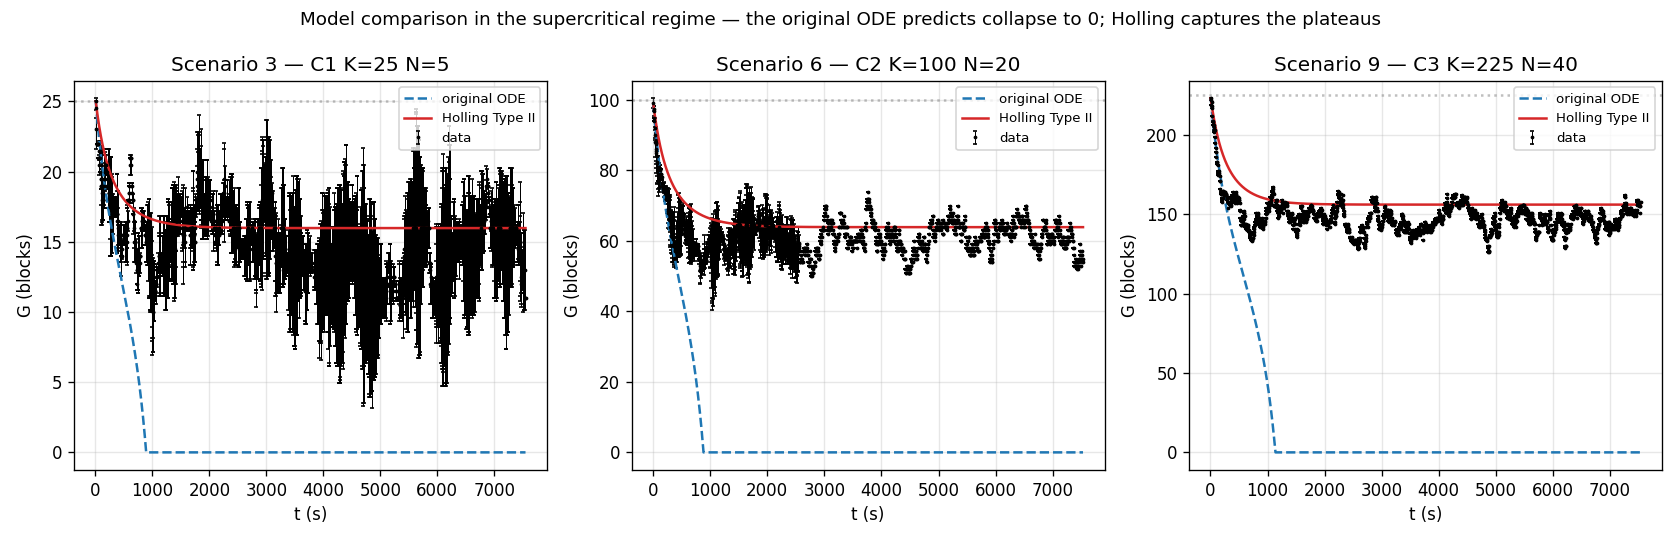 Model comparison in the supercritical regime — the original ODE predicts collapse to 0; Holling captures the plateaus
Scenario 3 — C1 K=25 N=5
G (blocks)
25
20
15
10
5
0
0 1000 2000 3000 4000 5000 6000 7000
t (s)
original ODE
Holling Type II
data
Scenario 6 — C2 K=100 N=20
G (blocks)
100
80
60
40
20
0
0 1000 2000 3000 4000 5000 6000 7000
t (s)
original ODE
Holling Type II
data
Scenario 9 — C3 K=225 N=40
G (blocks)
200
150
100
50
0
0 1000 2000 3000 4000 5000 6000 7000
t (s)
original ODE
Holling Type II
data